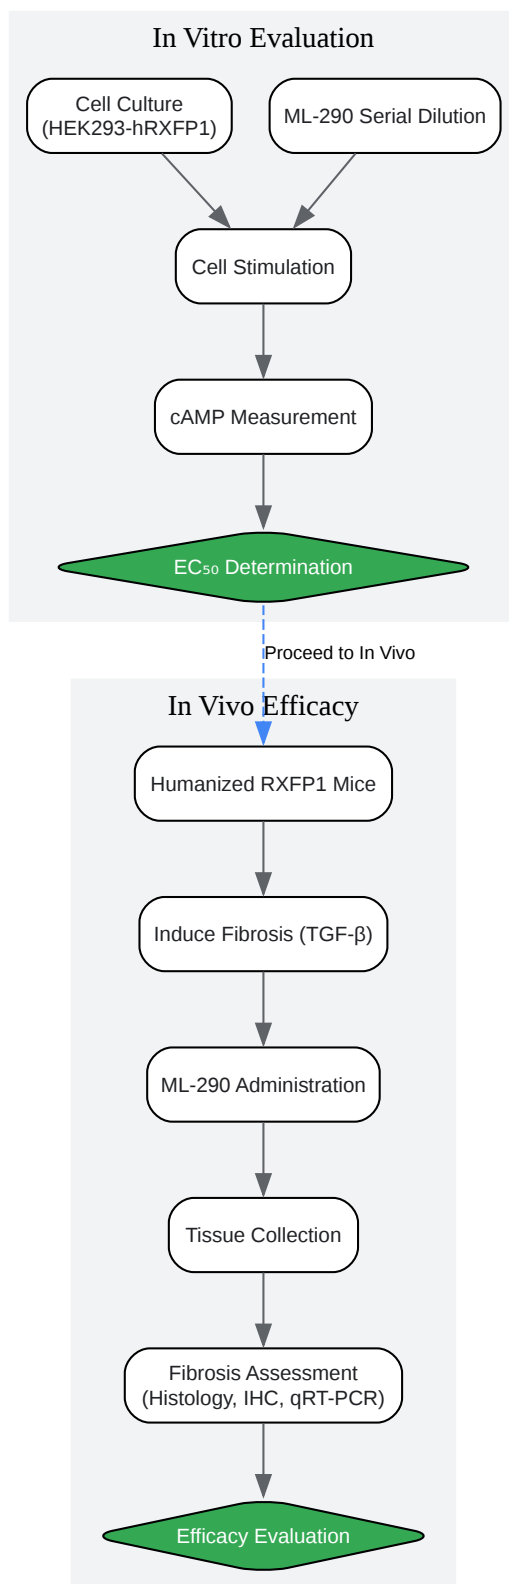 In Vitro Evaluation
Cell Culture
(HEK293-hRXFP1)
ML-290 Serial Dilution
Cell Stimulation
cAMP Measurement
EC₅₀ Determination
Proceed to In Vivo
In Vivo Efficacy
Humanized RXFP1 Mice
Induce Fibrosis (TGF-β)
ML-290 Administration
Tissue Collection
Fibrosis Assessment
(Histology, IHC, qRT-PCR)
Efficacy Evaluation